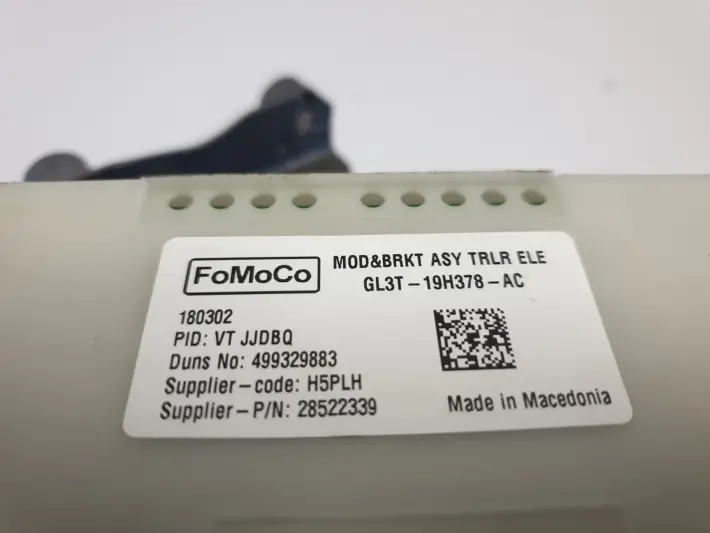 FoMoCo
MOD&BRKT ASY TRLR ELE
GL3T-19H378-AC
180302
PID: VT JJDBQ
Duns No: 499329883
Supplier-code: H5PLH
Supplier-P/N: 28522339
Made in Macedonia